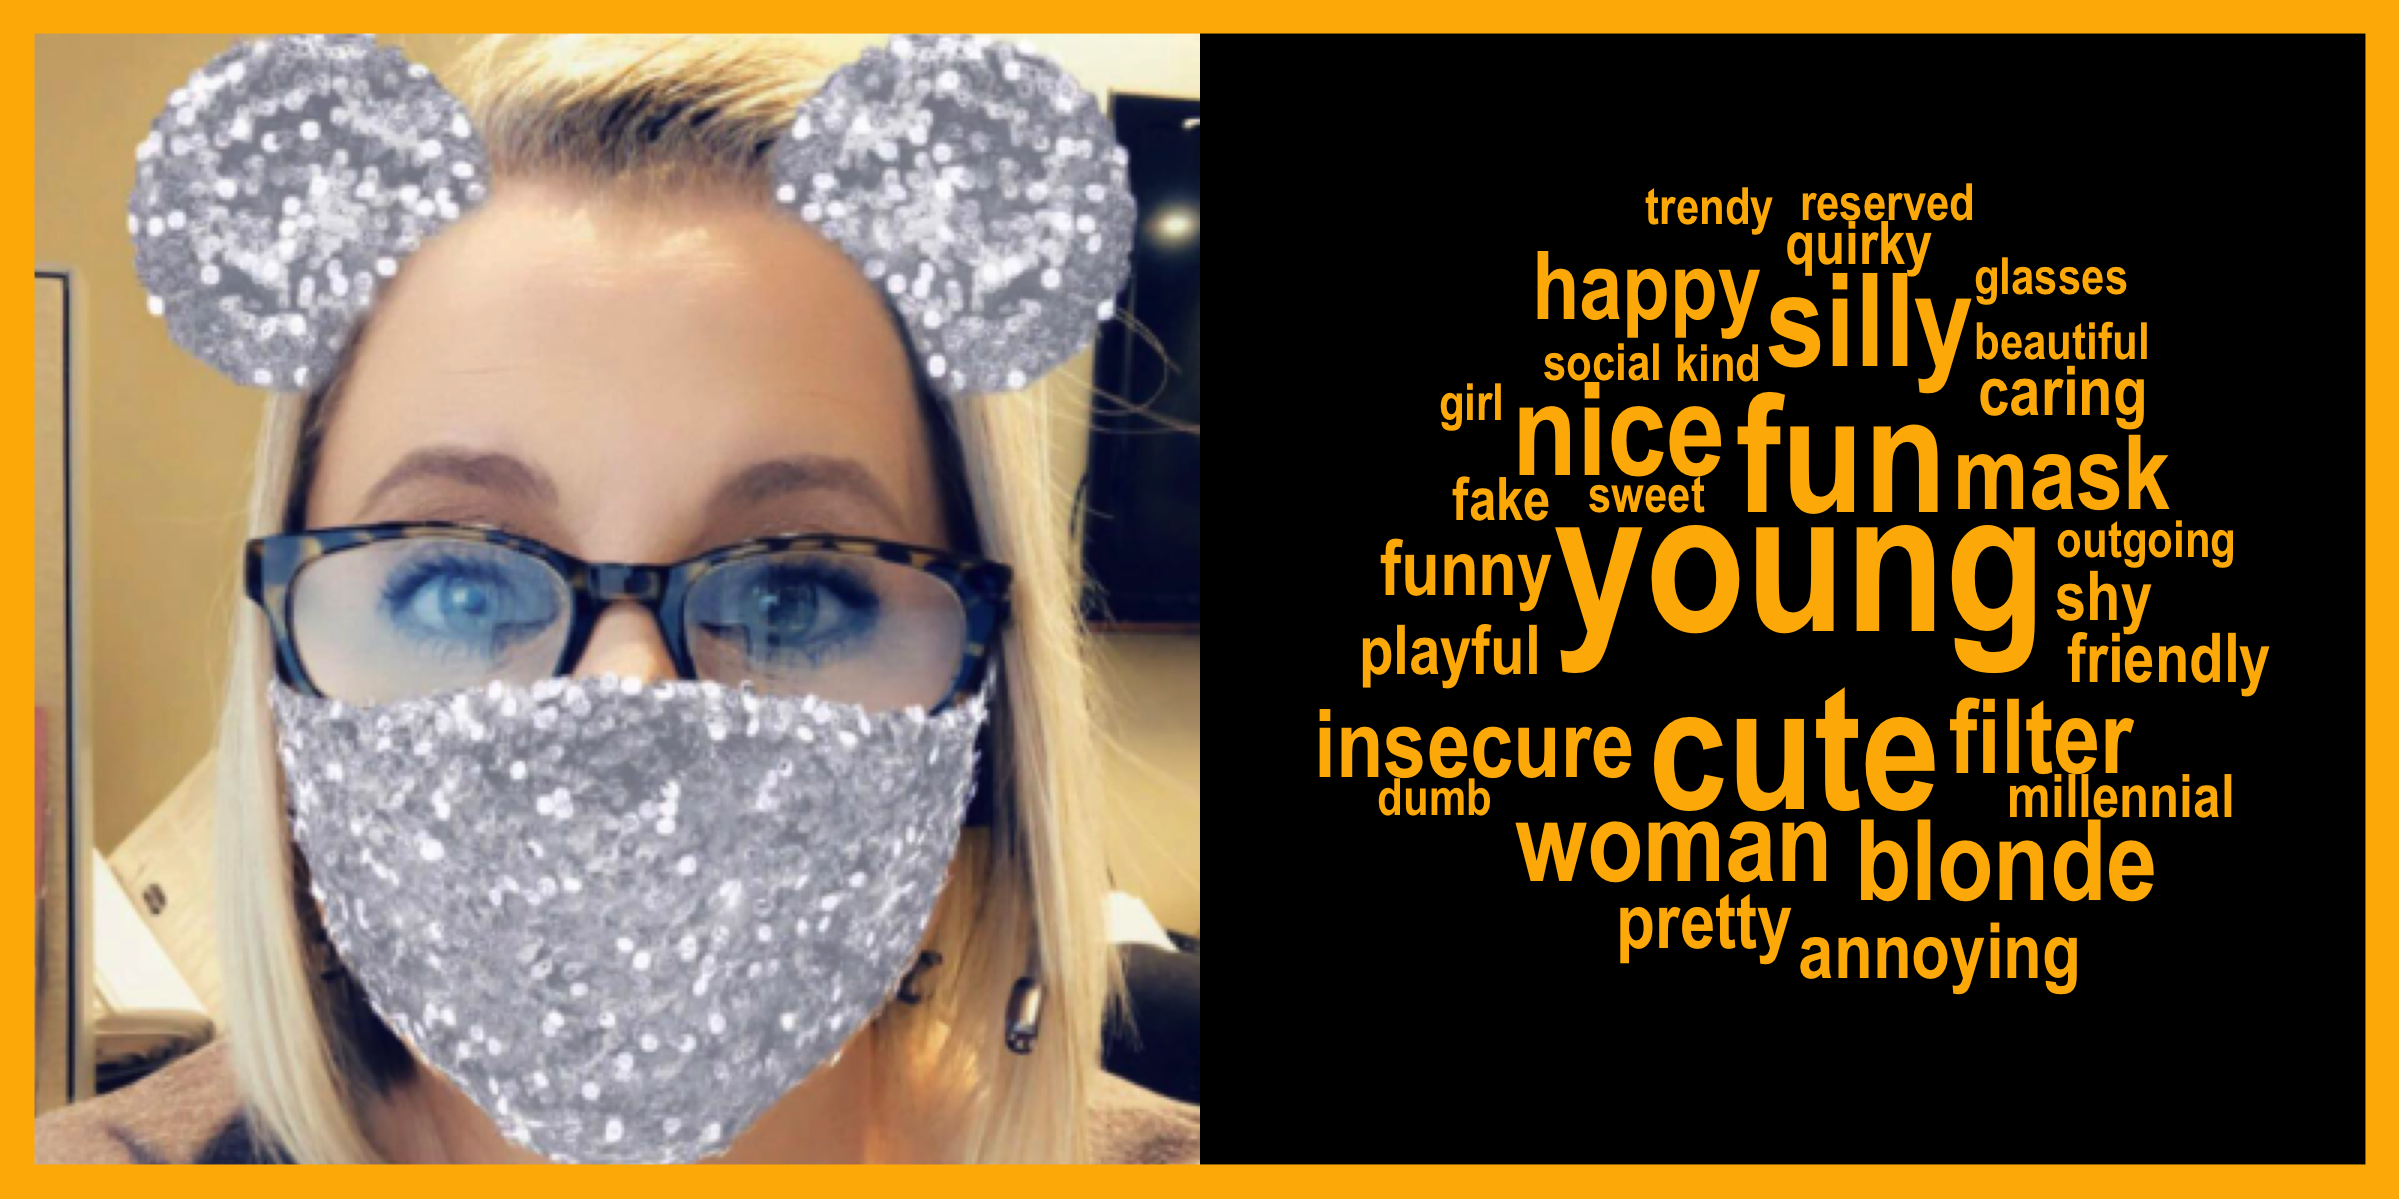 trendy reserved
quirky
happy silly glasses
beautiful
social kind
caring
girl nice fun mask
fake sweet
young outgoing
funny shy
playful friendly
insecure cute filter
dumb millennial
woman blonde
pretty annoying